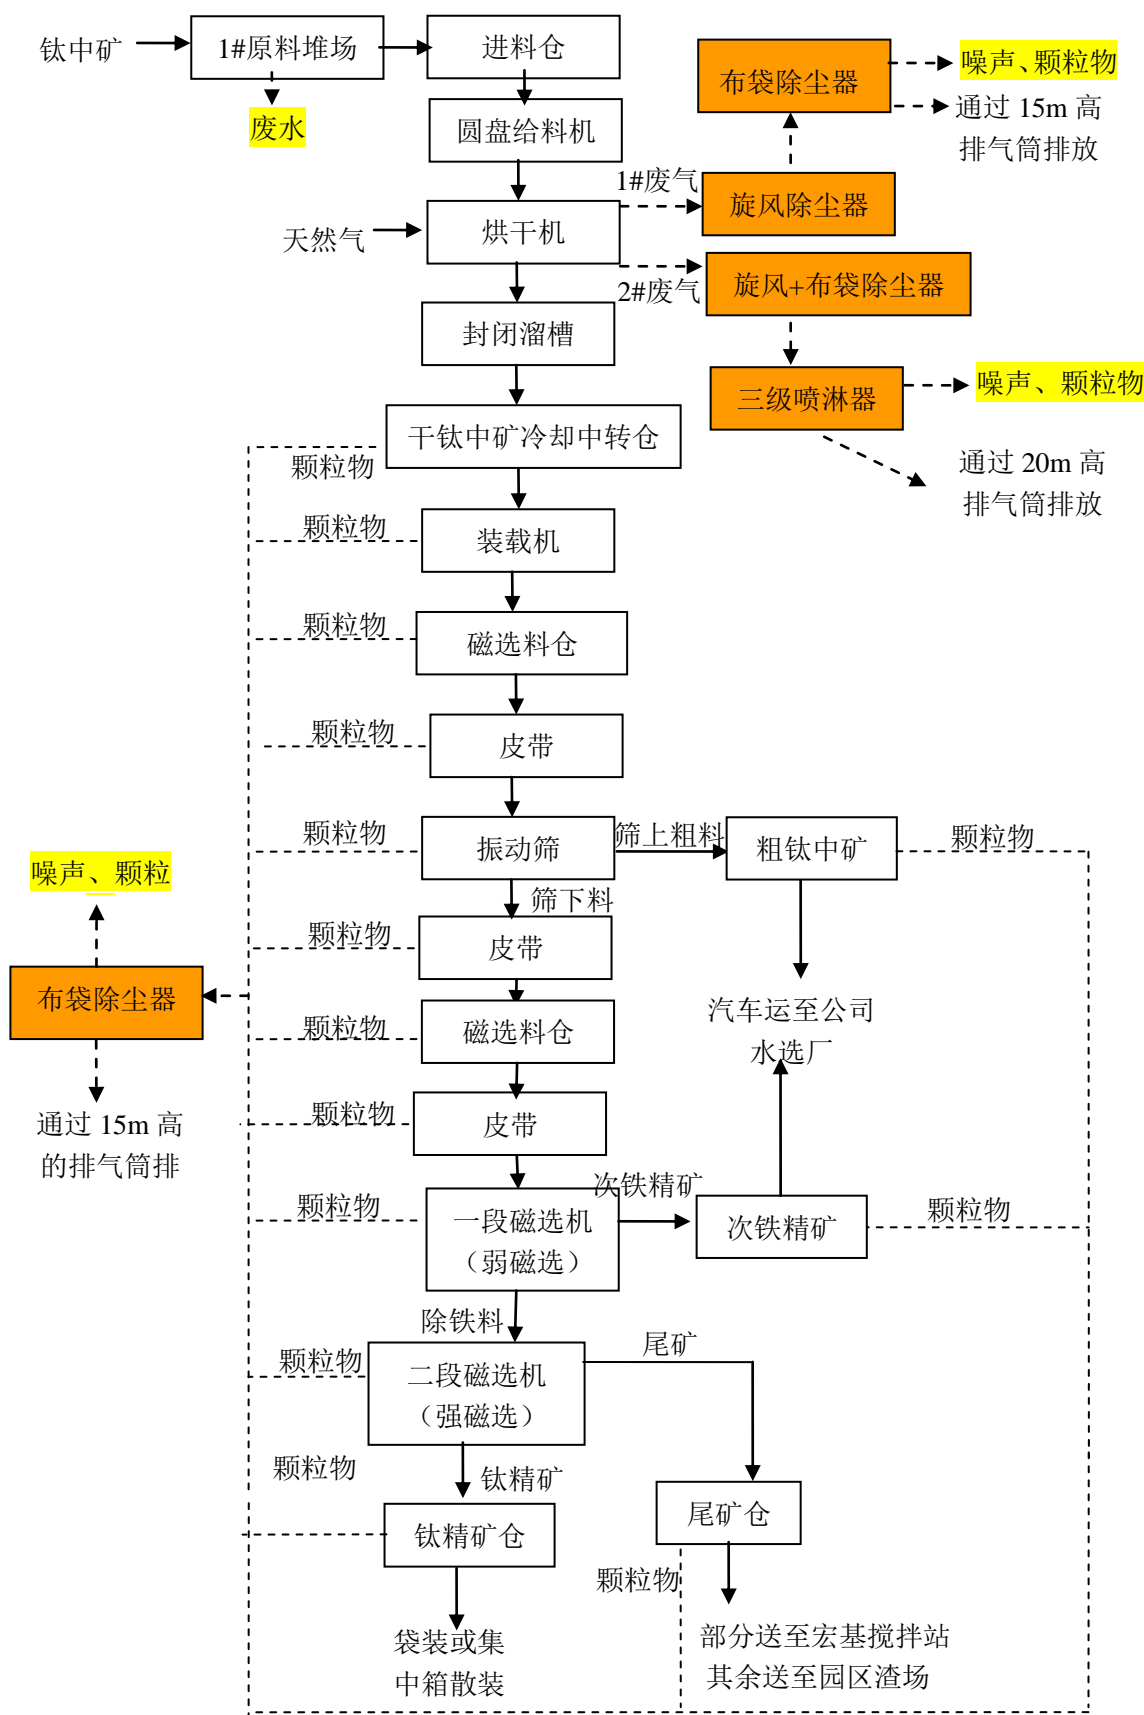 钛中矿
1#原料堆场
进料仓
布袋除尘器
噪声、颗粒物
通过 15m 高
排气筒排放
废水
圆盘给料机
1#废气
旋风除尘器
天然气
烘干机
2#废气
旋风+布袋除尘器
封闭溜槽
三级喷淋器
噪声、颗粒物
通过 20m 高
排气筒排放
干钛中矿冷却中转仓
颗粒物
颗粒物
装载机
颗粒物
磁选料仓
颗粒物
皮带
颗粒物
振动筛
筛上粗料
粗钛中矿
颗粒物
噪声、颗粒
筛下料
颗粒物
皮带
布袋除尘器
颗粒物
磁选料仓
汽车运至公司
水选厂
通过 15m 高
的排气筒排
颗粒物
皮带
颗粒物
一段磁选机
（弱磁选）
次铁精矿
次铁精矿
颗粒物
除铁料
颗粒物
二段磁选机
（强磁选）
尾矿
颗粒物
钛精矿
钛精矿仓
尾矿仓
颗粒物
袋装或集
中箱散装
部分送至宏基搅拌站
其余送至园区渣场